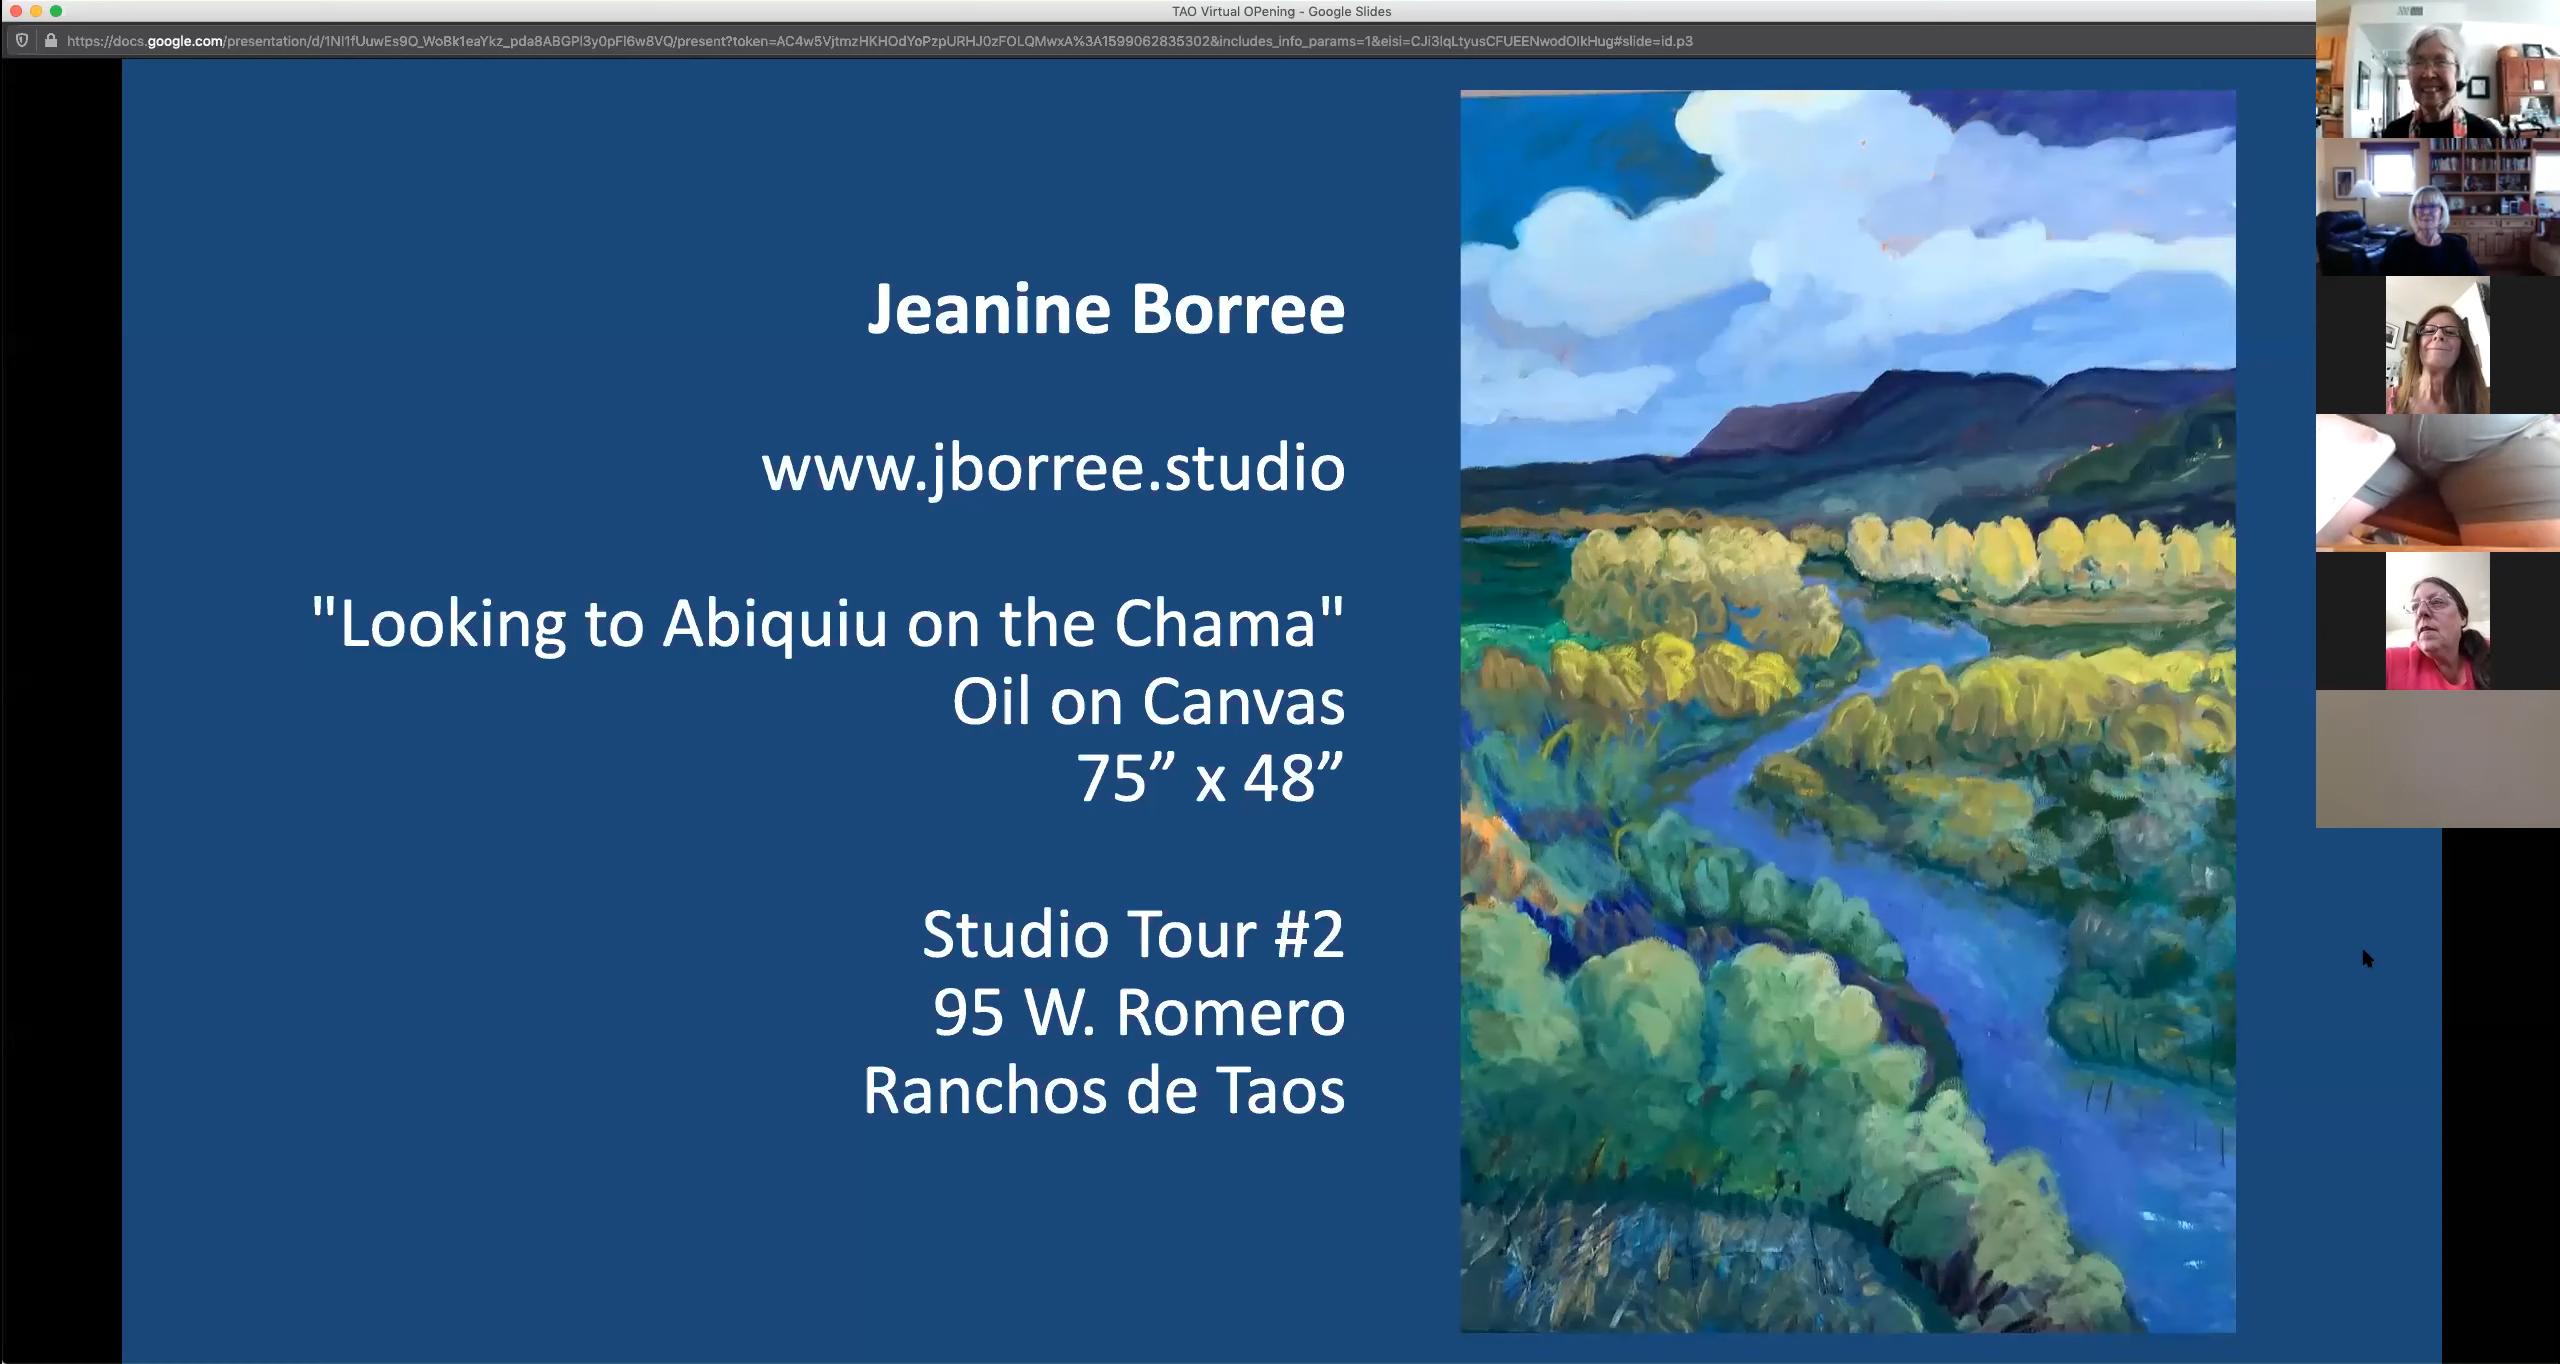 TAO Virtual OPening - Google Slides
Jeanine Borree
www.jborree.studio
"Looking to Abiquiu on the Chama"
Oil on Canvas
75” x 48”
Studio Tour #2
95 W. Romero
Ranchos de Taos